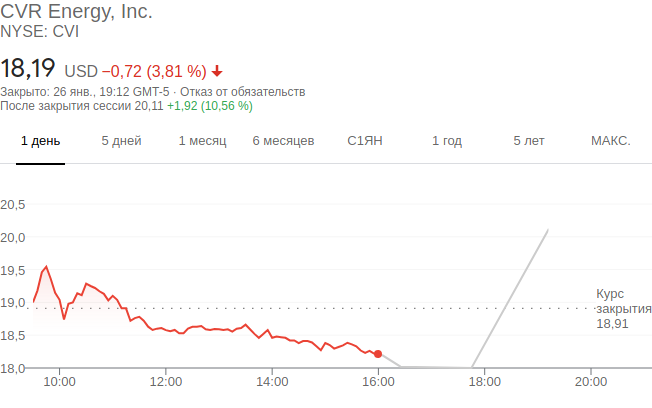 CVR Energy, Inc.
NYSE: CVI
18,19 USD −0,72 (3,81 %)
Закрыто: 26 янв., 19:12 GMT-5 · Отказ от обязательств
После закрытия сессии 20,11 +1,92 (10,56 %)
1 день 5 дней 1 месяц 6 месяцев С1ЯН 1 год 5 лет МАКС.
20,5
20,0
19,5
19,0
18,5
18,0
Курс
закрытия
18,91
10:00 12:00 14:00 16:00 18:00 20:00